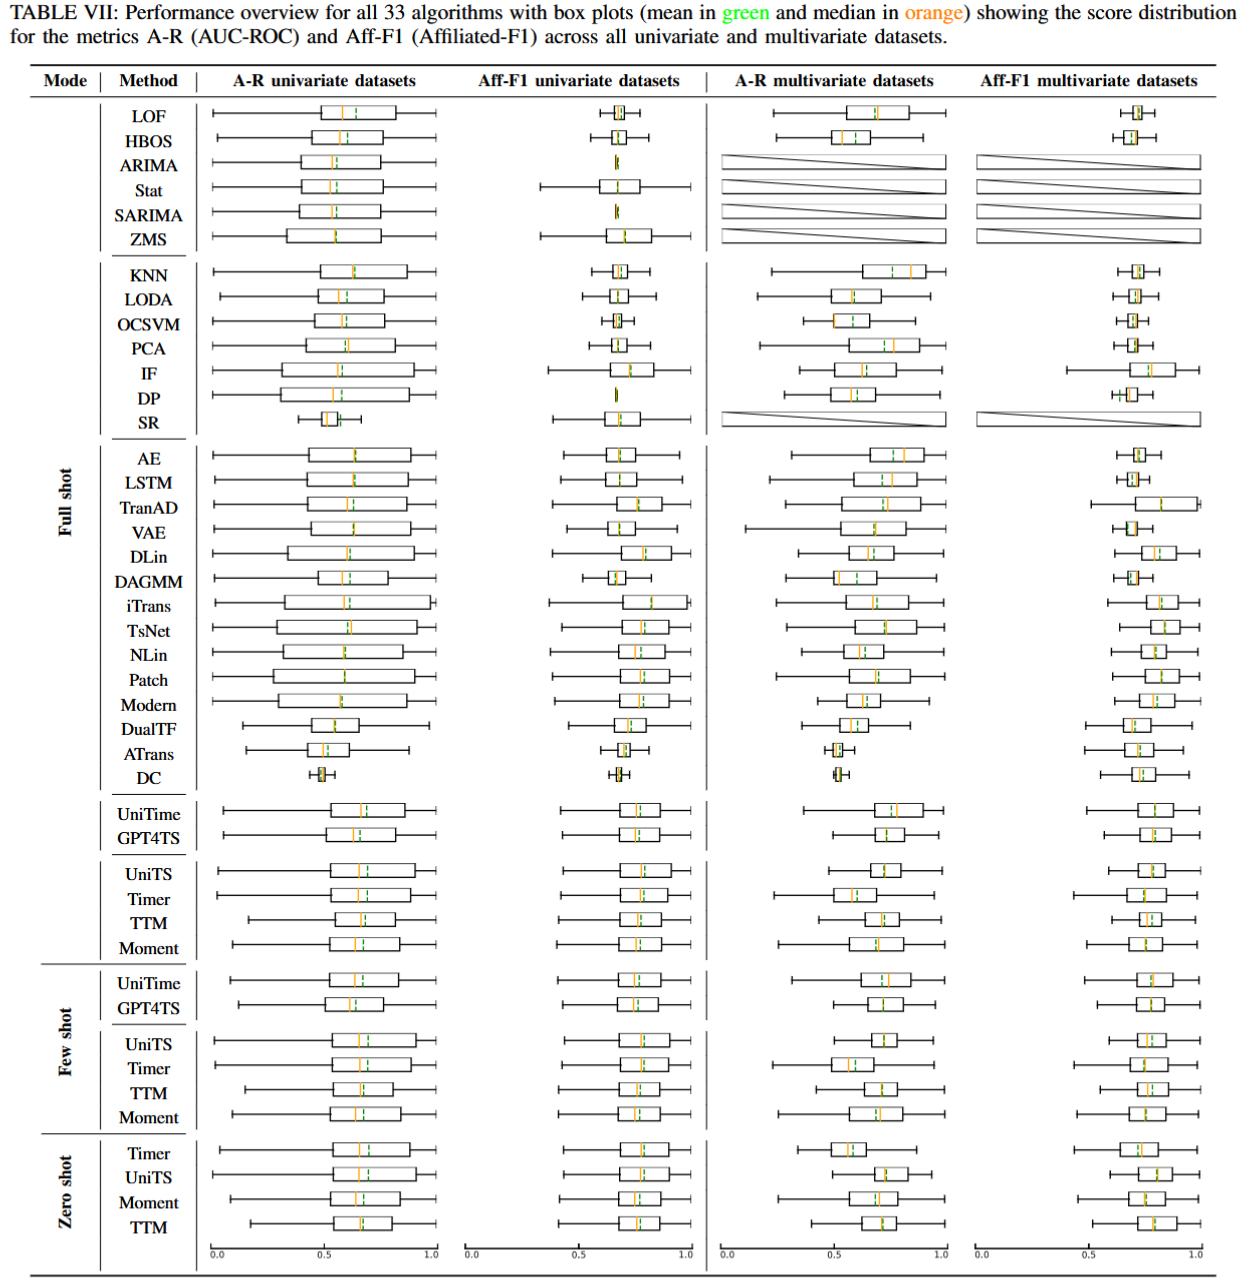 TABLE VII: Performance overview for all 33 algorithms with box plots (mean in green and median in orange) showing the score distribution
for the metrics A-R (AUC-ROC) and Aff-F1 (Affiliated-F1) across all univariate and multivariate datasets.
Mode Method A-R univariate datasets Aff-F1 univariate datasets A-R multivariate datasets Aff-F1 multivariate datasets
Full shot
LOF
HBOS
ARIMA
Stat
SARIMA
ZMS
KNN
LODA
OCSVM
PCA
IF
DP
SR
AE
LSTM
TranAD
VAE
DLin
DAGMM
iTrans
TsNet
NLin
Patch
Modern
DualTF
ATrans
DC
UniTime
GPT4TS
UniTS
Timer
TTM
Moment
Few shot
UniTime
GPT4TS
UniTS
Timer
TTM
Moment
Zero shot
Timer
UniTS
Moment
TTM
0.0 0.5 1.0 0.0 0.5 1.0 0.0 0.5 1.0 0.0 0.5 1.0